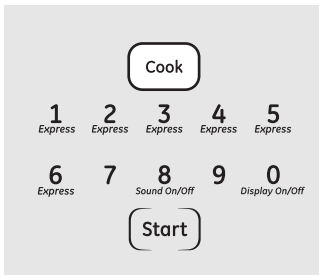 Cook
1 2 3 4 5
Express Express Express Express Express
6 7 8 9 0
Express Sound On/Off Display On/Off
Start